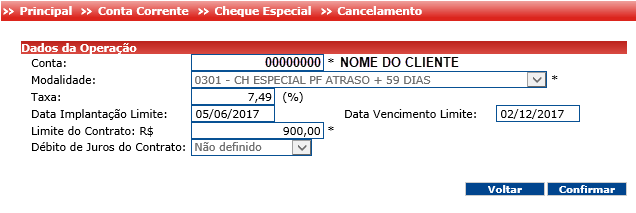 >> Principal >> Conta Corrente >> Cheque Especial >> Cancelamento
Dados da Operação
Conta: 00000000 * NOME DO CLIENTE
Modalidade: 0301 - CH ESPECIAL PF ATRASO + 59 DIAS *
Taxa: 7,49 (%)
Data Implantação Limite: 05/06/2017 Data Vencimento Limite: 02/12/2017
Limite do Contrato: R$ 900,00 *
Débito de Juros do Contrato: Não definido
Voltar Confirmar